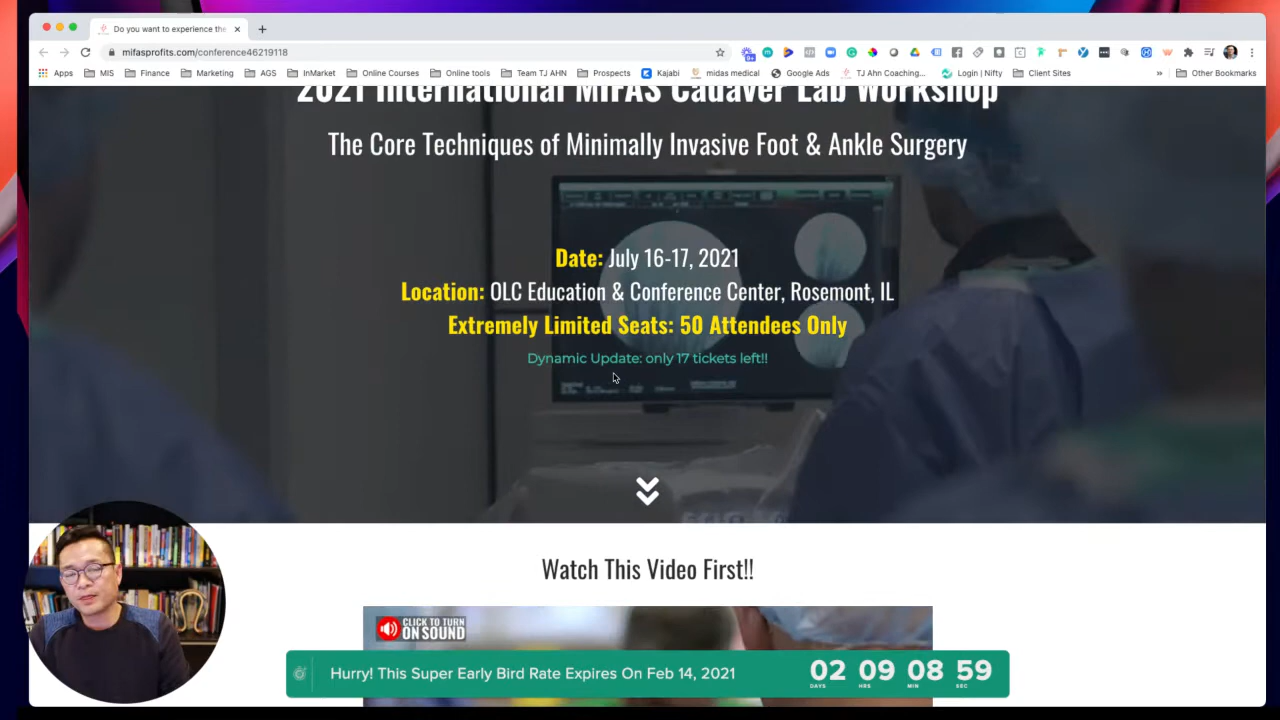 Do you want to experience the
mifasprofits.com/conference46219118
Apps MIS Finance Marketing AGS InMarket Online Courses Online tools Team TJ AHN Prospects Kajabi midas medical Google Ads TJ Ahn Coaching... Login | Nifty Client Sites » Other Bookmarks
2021 International MIFAS Cadaver Lab Workshop
The Core Techniques of Minimally Invasive Foot & Ankle Surgery
Date: July 16-17, 2021
Location: OLC Education & Conference Center, Rosemont, IL
Extremely Limited Seats: 50 Attendees Only
Dynamic Update: only 17 tickets left!!
Watch This Video First!!
CLICK TO TURN
ON SOUND
Hurry! This Super Early Bird Rate Expires On Feb 14, 2021
02 09 08 59
DAYS HRS MIN SEC